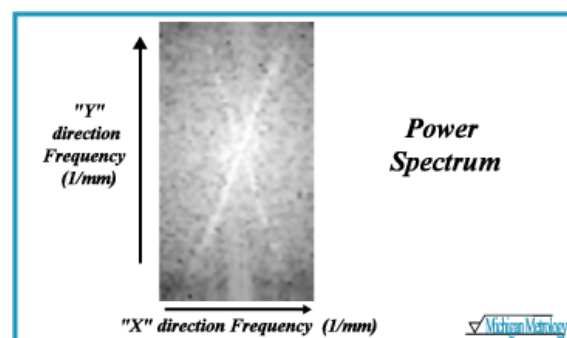 "Y"
direction
Frequency
(1/mm)
Power
Spectrum
"X" direction Frequency (1/mm)
Michigan Metrology